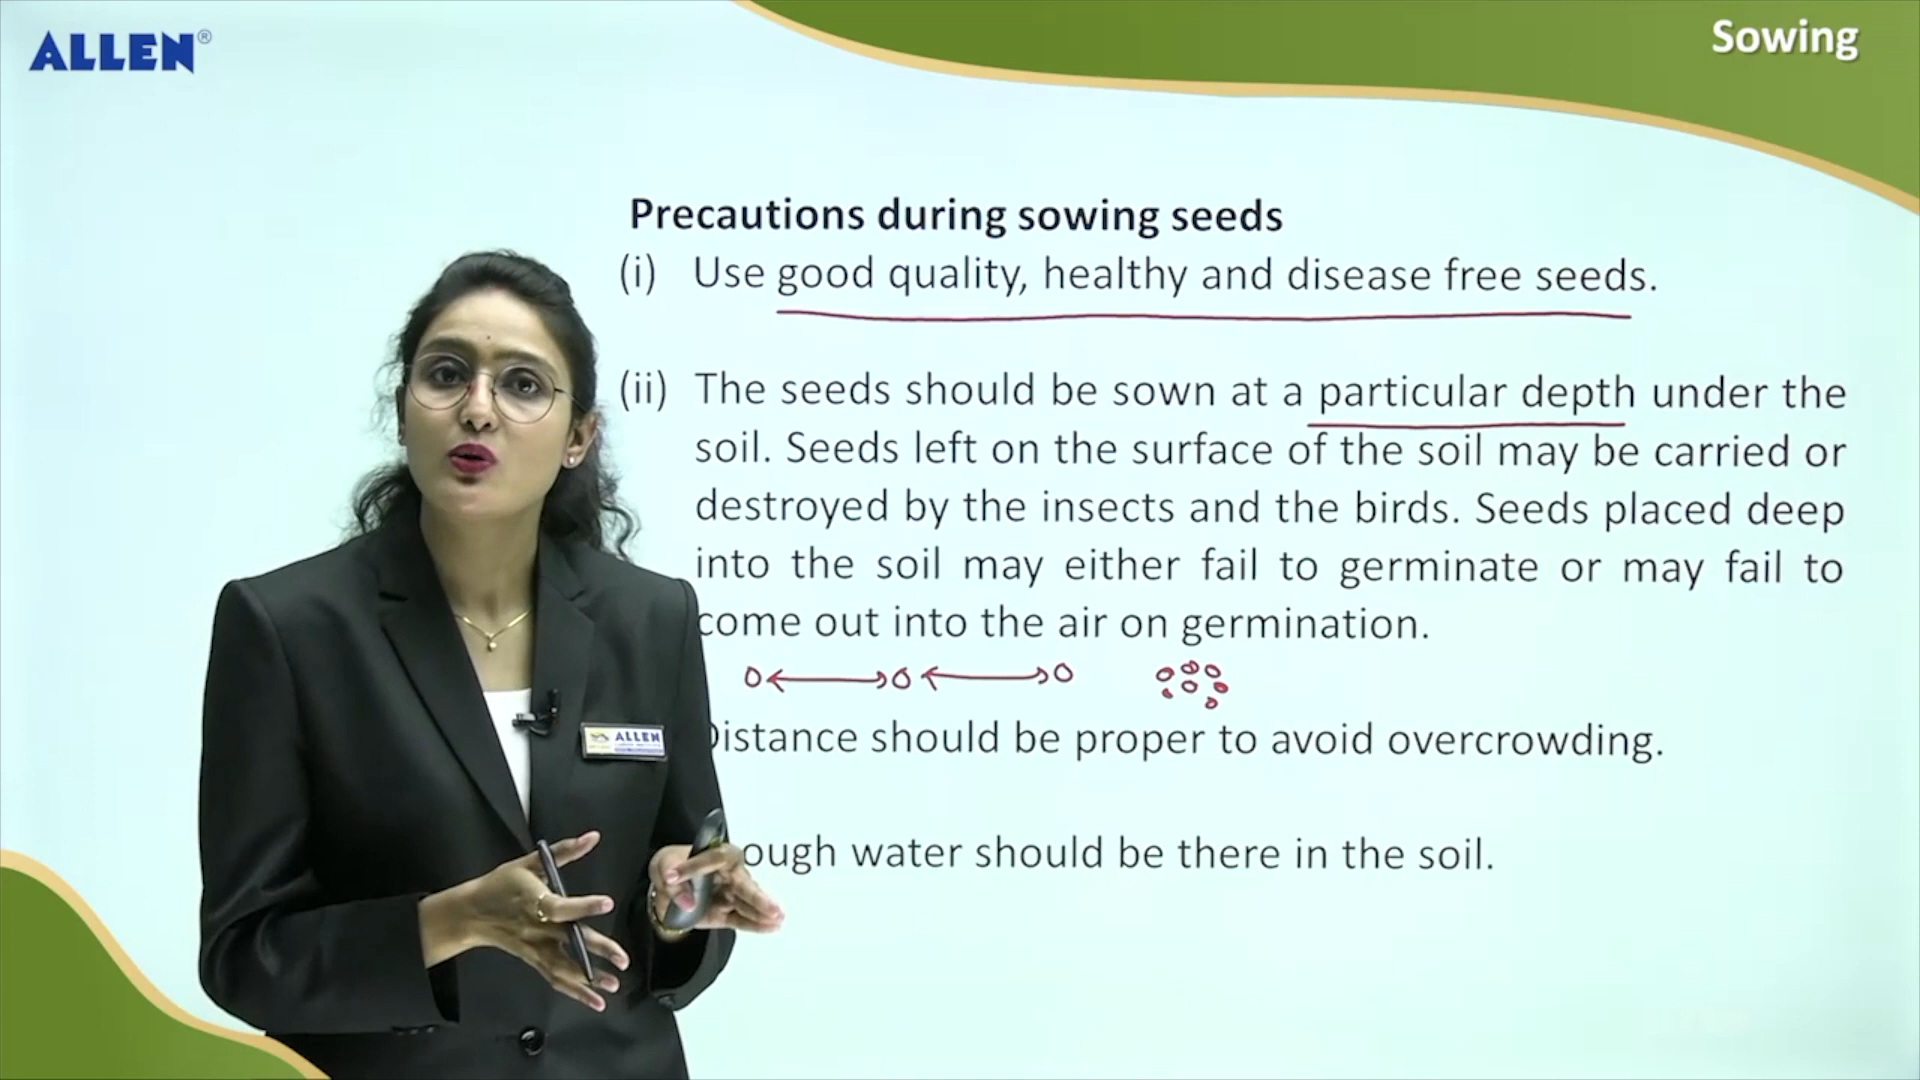 ALLEN®
Sowing
Precautions during sowing seeds
(i) Use good quality, healthy and disease free seeds.
(ii) The seeds should be sown at a particular depth under the
soil. Seeds left on the surface of the soil may be carried or
destroyed by the insects and the birds. Seeds placed deep
into the soil may either fail to germinate or may fail to
come out into the air on germination.
istance should be proper to avoid overcrowding.
ough water should be there in the soil.
ALLEN